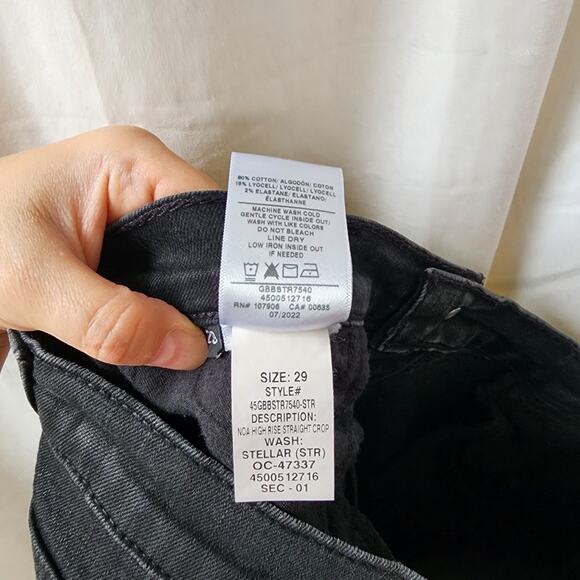 80% COTTON/ ALGODÓN/ COTON
18% LYOCELL/ LYOCELL/ LYOCELL
2% ELASTANE/ ELASTANO/
ÉLASTHANNE
MACHINE WASH COLD
GENTLE CYCLE INSIDE OUT/
WASH WITH LIKE COLORS
DO NOT BLEACH
LINE DRY
LOW IRON INSIDE OUT
IF NEEDED
GBBSTR7540
4500512716
RN# 107906 CA# 00635
07/2022
SIZE: 29
STYLE#
45GBBSTR7540-STR
DESCRIPTION:
NOA HIGH RISE STRAIGHT CROP
WASH:
STELLAR (STR)
OC-47337
4500512716
SEC - 01